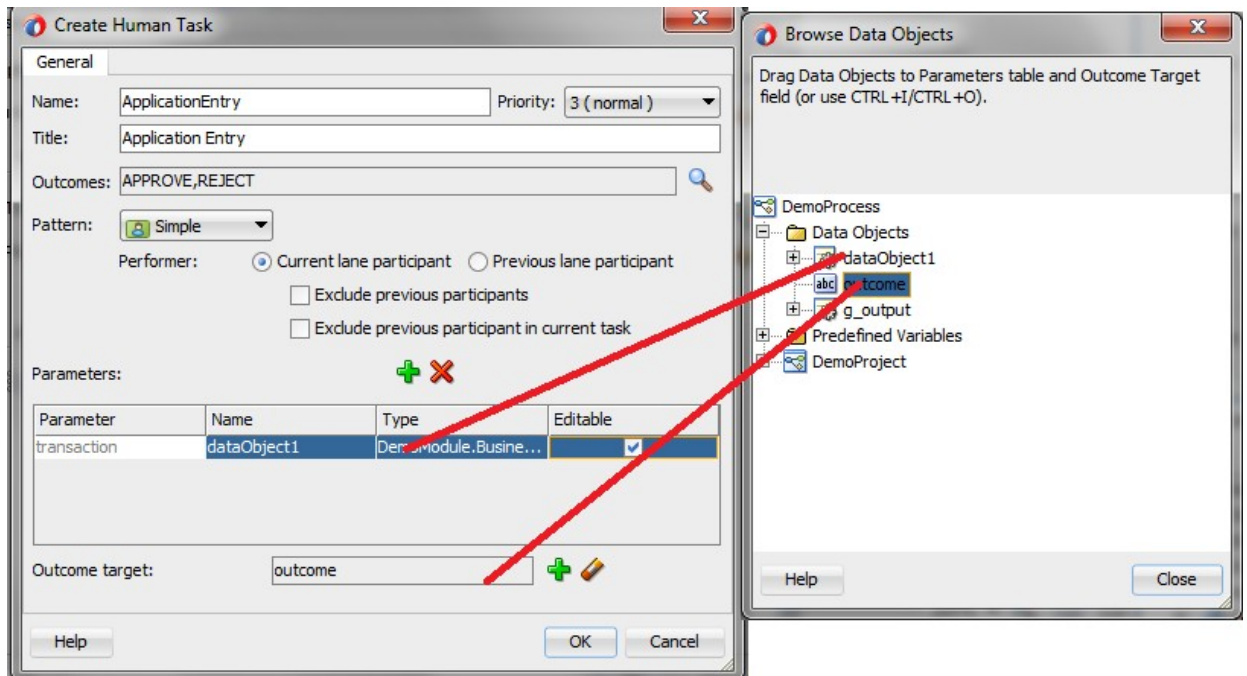 Create Human Task
General
Name: ApplicationEntry Priority: 3 ( normal )
Title: Application Entry
Outcomes: APPROVE,REJECT
Pattern: Simple
Performer: Current lane participant Previous lane participant
Exclude previous participants
Exclude previous participant in current task
Parameters:
Parameter Name Type Editable
transaction dataObject1 DemoModule.Busine...
Outcome target: outcome
Help OK Cancel
Browse Data Objects
Drag Data Objects to Parameters table and Outcome Target
field (or use CTRL+I/CTRL+O).
DemoProcess
Data Objects
dataObject1
abc outcome
g_output
Predefined Variables
DemoProject
Help Close